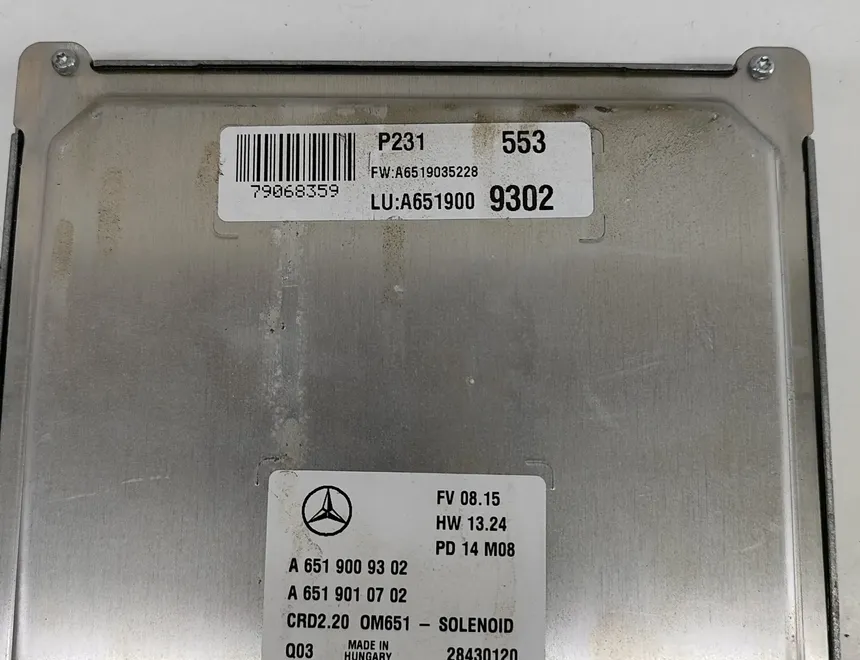 P231 553
FW:A6519035228
79068359
LU:A651900 9302
FV 08.15
HW 13.24
PD 14 M08
A 651 900 93 02
A 651 901 07 02
CRD2.20 OM651 – SOLENOID
Q03 MADE IN HUNGARY 28430120